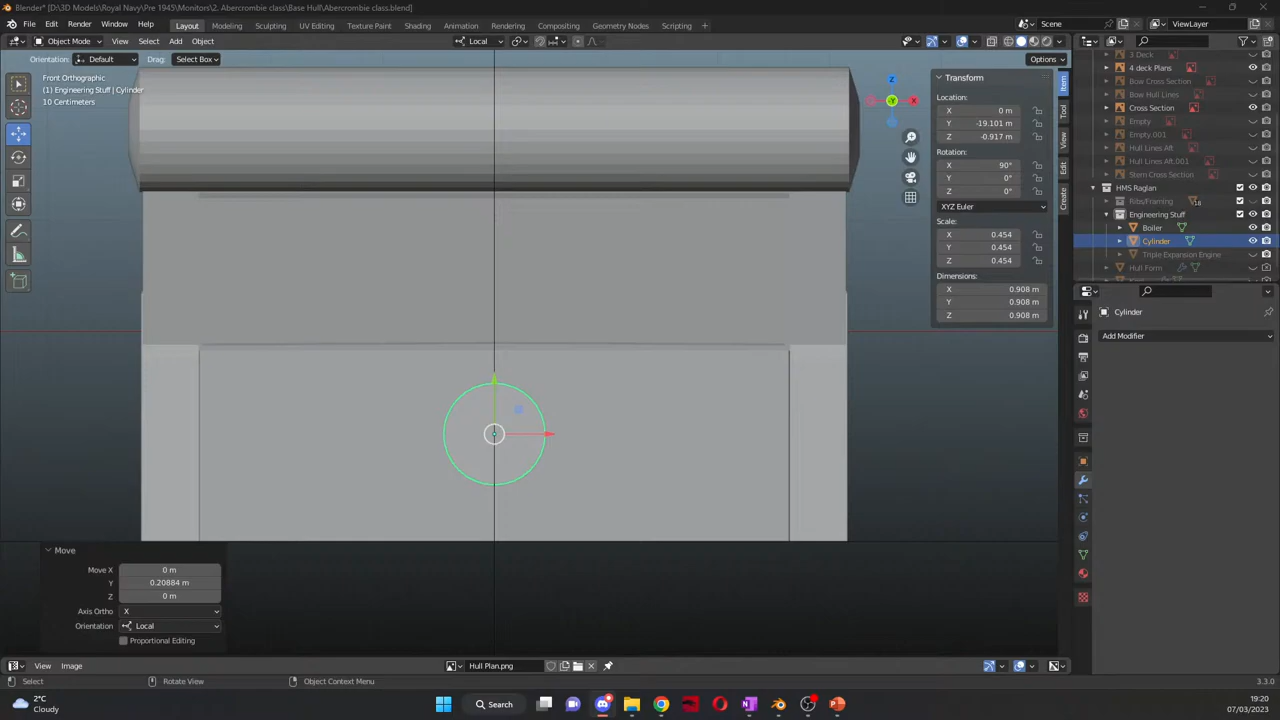 Blender* [D:\3D Models\Royal Navy\Pre 1945\Monitors\2. Abercrombie class\Base Hull\Abercrombie class.blend]
File Edit Render Window Help Layout Modeling Sculpting UV Editing Texture Paint Shading Animation Rendering Compositing Geometry Nodes Scripting + Scene ViewLayer
Object Mode View Select Add Object Local
Orientation: Default Drag: Select Box Options
Front Orthographic
(1) Engineering Stuff | Cylinder
10 Centimeters
Z
X
Y
Transform
Location:
X 0 m
Y -19.101 m
Z -0.917 m
Rotation:
X 90°
Y 0°
Z 0°
XYZ Euler
Scale:
X 0.454
Y 0.454
Z 0.454
Dimensions:
X 0.908 m
Y 0.908 m
Z 0.908 m
Item
Tool
View
Edit
Create
3 Deck
4 deck Plans
Bow Cross Section
Bow Hull Lines
Cross Section
Empty
Empty.001
Hull Lines Aft
Hull Lines Aft.001
Stern Cross Section
HMS Raglan
Ribs/Framing 18
Engineering Stuff
Boiler
Cylinder
Triple Expansion Engine
Hull Form
Cylinder
Add Modifier
Move
Move X 0 m
Y 0.20884 m
Z 0 m
Axis Ortho X
Orientation Local
Proportional Editing
View Image Hull Plan.png
Select Rotate View Object Context Menu 3.3.0
2°C
Cloudy
Search
19:20
07/03/2023